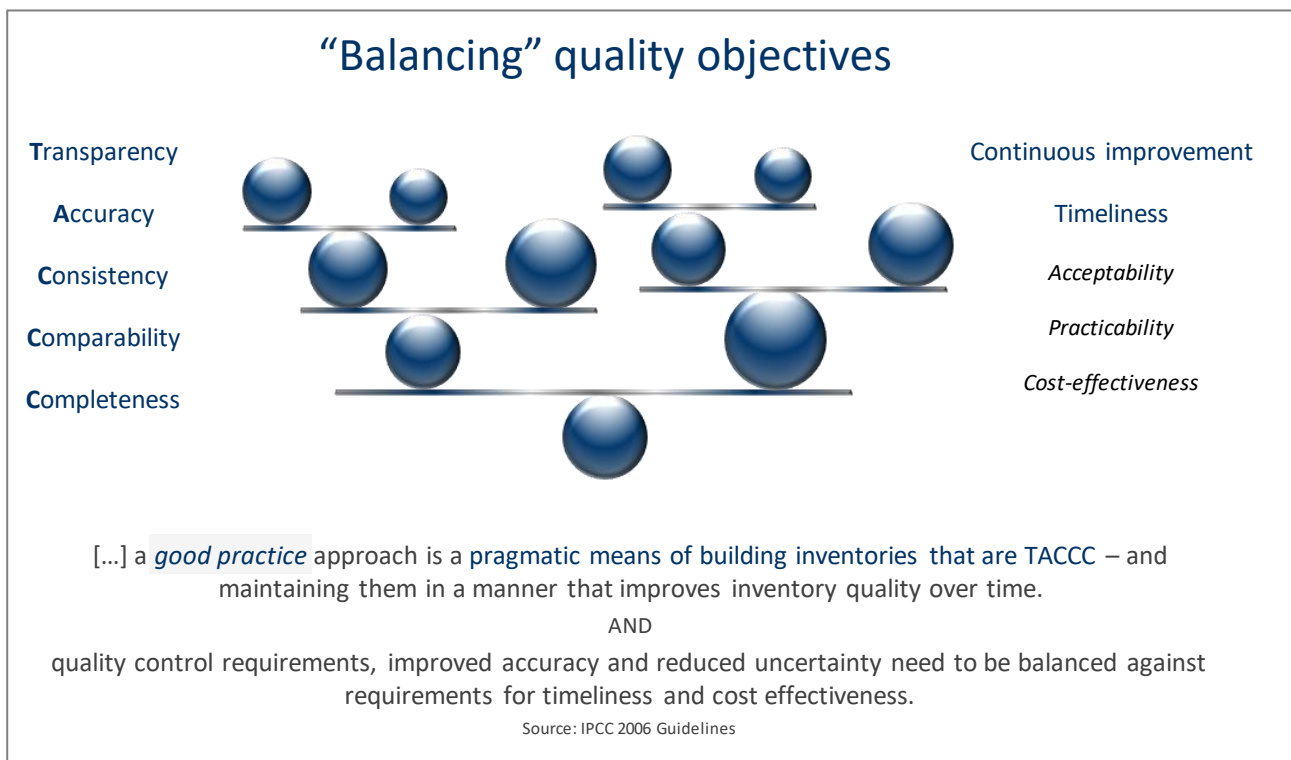 “Balancing” quality objectives
Transparency
Accuracy
Consistency
Comparability
Completeness
Continuous improvement
Timeliness
Acceptability
Practicability
Cost-effectiveness
[...] a good practice approach is a pragmatic means of building inventories that are TACCC – and
maintaining them in a manner that improves inventory quality over time.
AND
quality control requirements, improved accuracy and reduced uncertainty need to be balanced against
requirements for timeliness and cost effectiveness.
Source: IPCC 2006 Guidelines